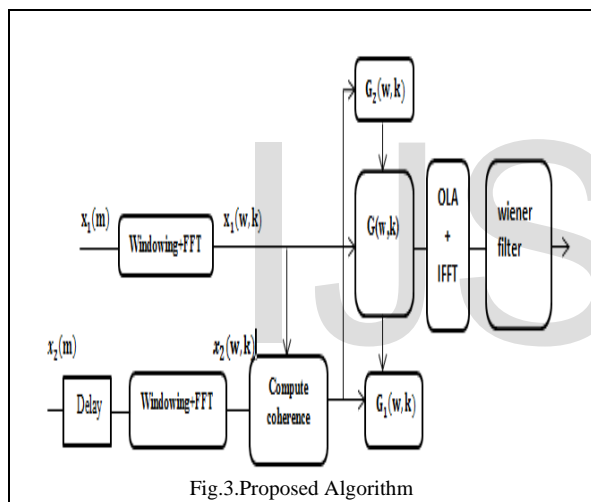 G₂(w,k)
IJS
x₁(m)
Windowing+FFT
x₁(w,k)
G(w,k)
OLA
+
IFFT
wiener
filter
x₂(m)
Delay
Windowing+FFT
x₂(w,k)
Compute
coherence
G₁(w,k)
Fig.3.Proposed Algorithm